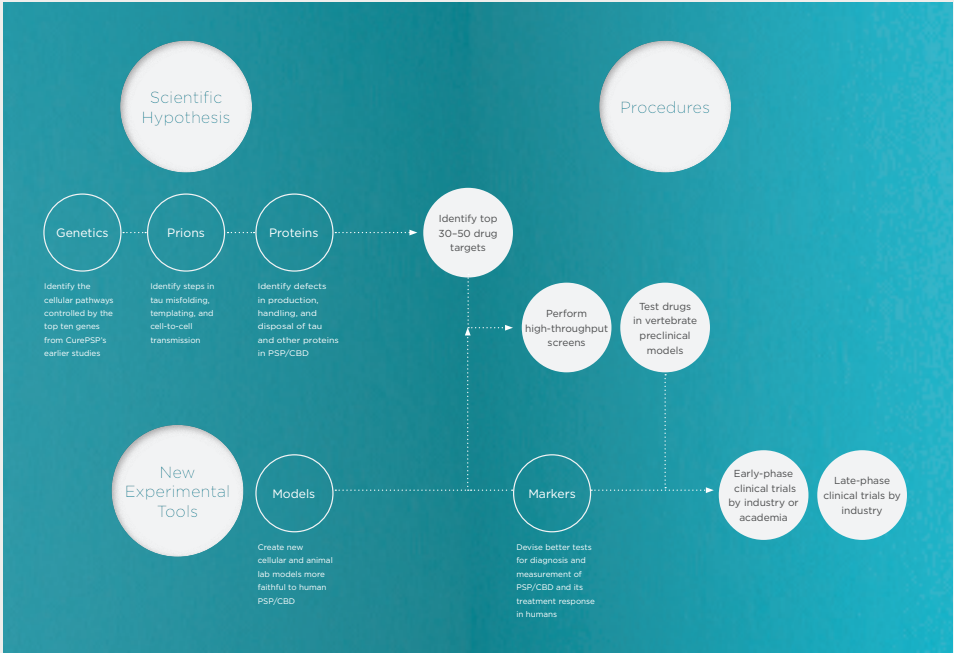 Scientific
Hypothesis
Procedures
Genetics
Prions
Proteins
Identify top
30–50 drug
targets
Identify the
cellular pathways
controlled by the
top ten genes
from CurePSP's
earlier studies
Identify steps in
tau misfolding,
templating, and
cell-to-cell
transmission
Identify defects
in production,
handling, and
disposal of tau
and other proteins
in PSP/CBD
Perform
high-throughput
screens
Test drugs
in vertebrate
preclinical
models
New
Experimental
Tools
Models
Markers
Early-phase
clinical trials
by industry or
academia
Late-phase
clinical trials by
industry
Create new
cellular and animal
lab models more
faithful to human
PSP/CBD
Devise better tests
for diagnosis and
measurement of
PSP/CBD and its
treatment response
in humans